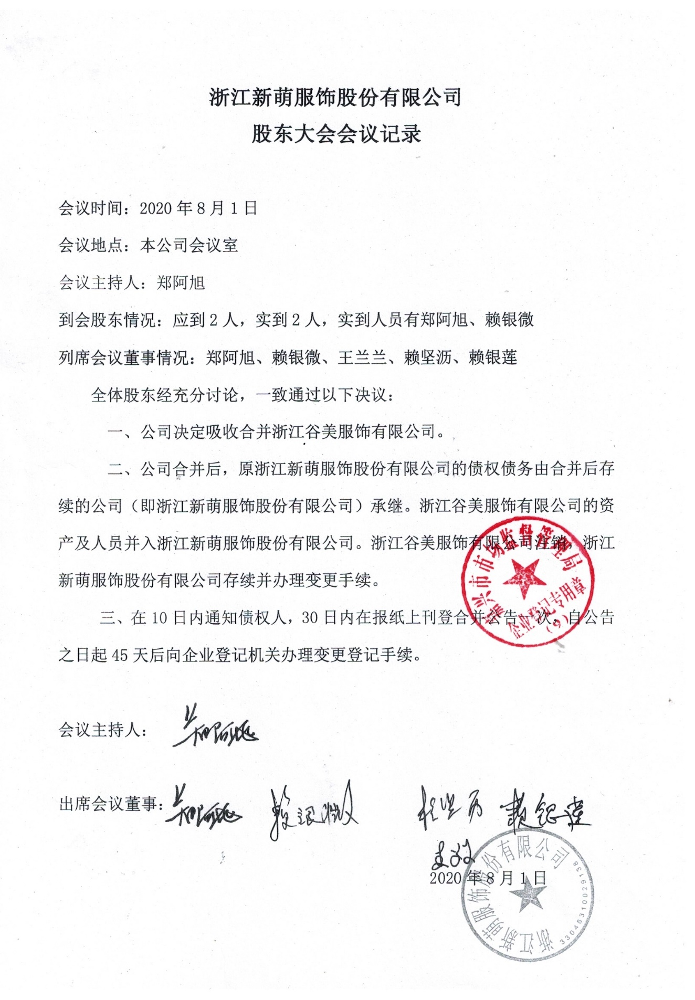 浙江新萌服饰股份有限公司
股东大会会议记录
会议时间：2020 年 8 月 1 日
会议地点：本公司会议室
会议主持人：郑阿旭
到会股东情况：应到 2 人，实到 2 人，实到人员有郑阿旭、赖银微
列席会议董事情况：郑阿旭、赖银微、王兰兰、赖坚沥、赖银莲
全体股东经充分讨论，一致通过以下决议：
一、公司决定吸收合并浙江谷美服饰有限公司。
二、公司合并后，原浙江新萌服饰股份有限公司的债权债务由合并后存
续的公司（即浙江新萌服饰股份有限公司）承继。浙江谷美服饰有限公司的资
产及人员并入浙江新萌服饰股份有限公司。浙江谷美服饰有限公司注销，浙江
新萌服饰股份有限公司存续并办理变更手续。
三、在 10 日内通知债权人，30 日内在报纸上刊登合并公告一次，自公告
之日起 45 天后向企业登记机关办理变更登记手续。
嘉兴市市场监督管理局
企业登记专用章
（9）
会议主持人：郑阿旭
出席会议董事：郑阿旭 赖银微 赖银莲
2020 年 8 月 1 日
浙江新萌服饰股份有限公司
33048310029138